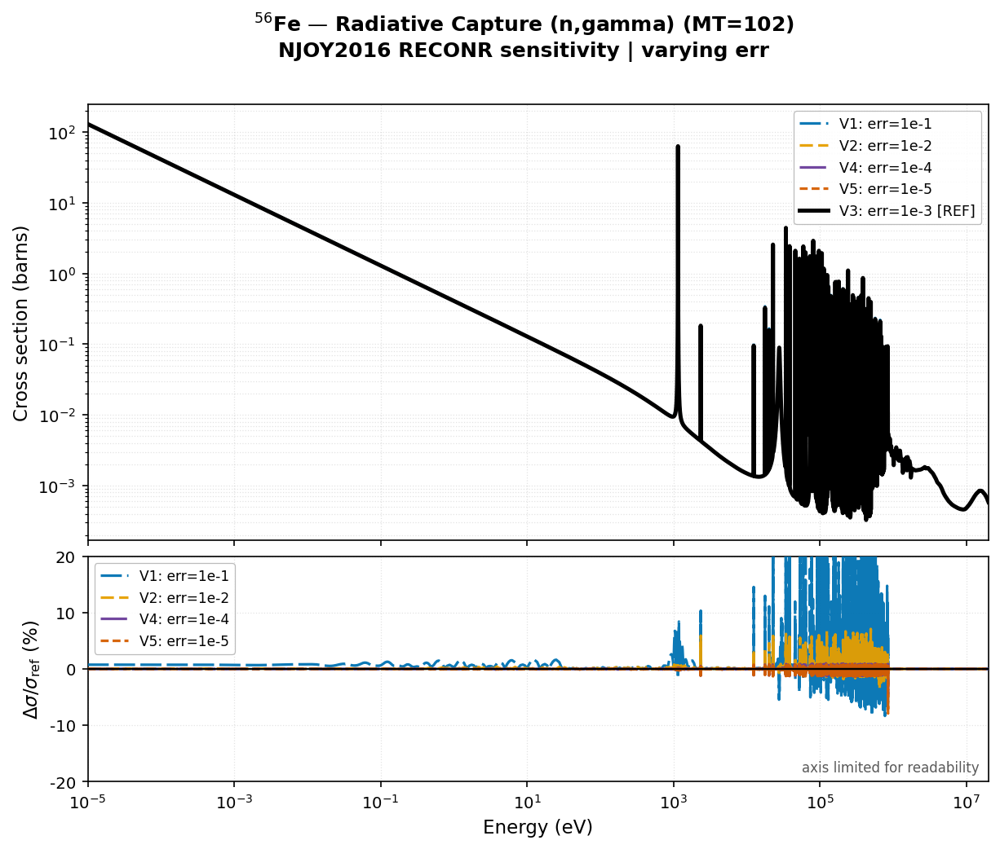 ⁵⁶Fe — Radiative Capture (n,gamma) (MT=102)
NJOY2016 RECONR sensitivity | varying err
V1: err=1e-1
V2: err=1e-2
V4: err=1e-4
V5: err=1e-5
V3: err=1e-3 [REF]
Cross section (barns)
10²
10¹
10⁰
10⁻¹
10⁻²
10⁻³
V1: err=1e-1
V2: err=1e-2
V4: err=1e-4
V5: err=1e-5
Δσ/σ_ref (%)
20
10
0
-10
-20
axis limited for readability
10⁻⁵ 10⁻³ 10⁻¹ 10¹ 10³ 10⁵ 10⁷
Energy (eV)